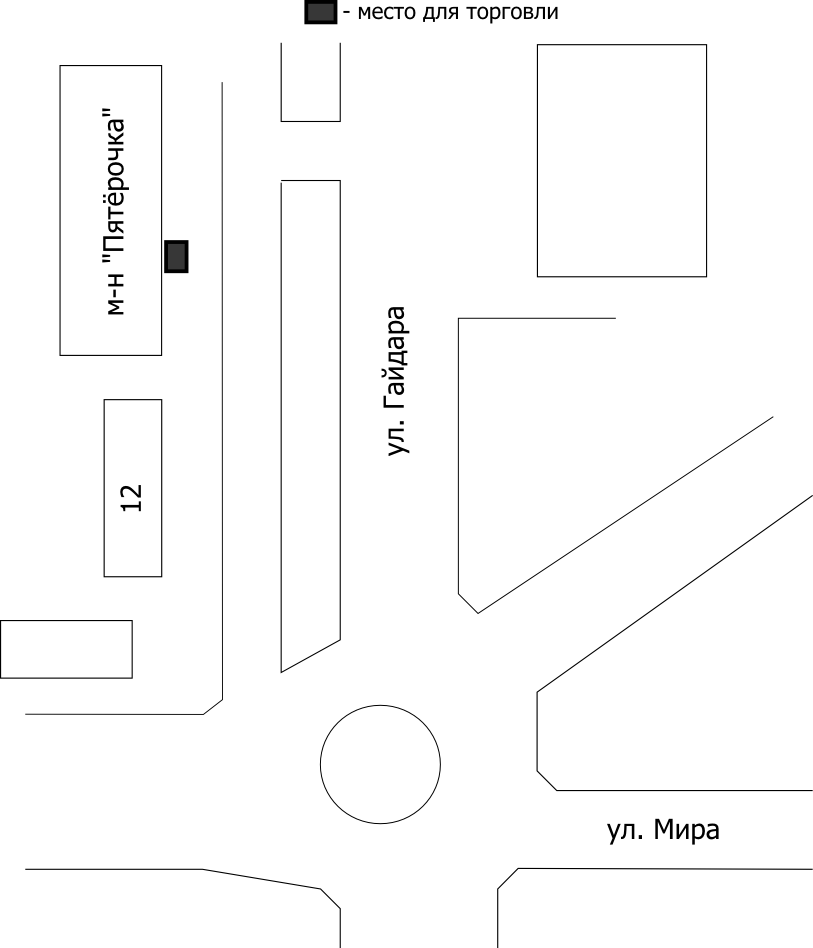 - место для торговли
м-н "Пятёрочка"
ул. Гайдара
12
ул. Мира